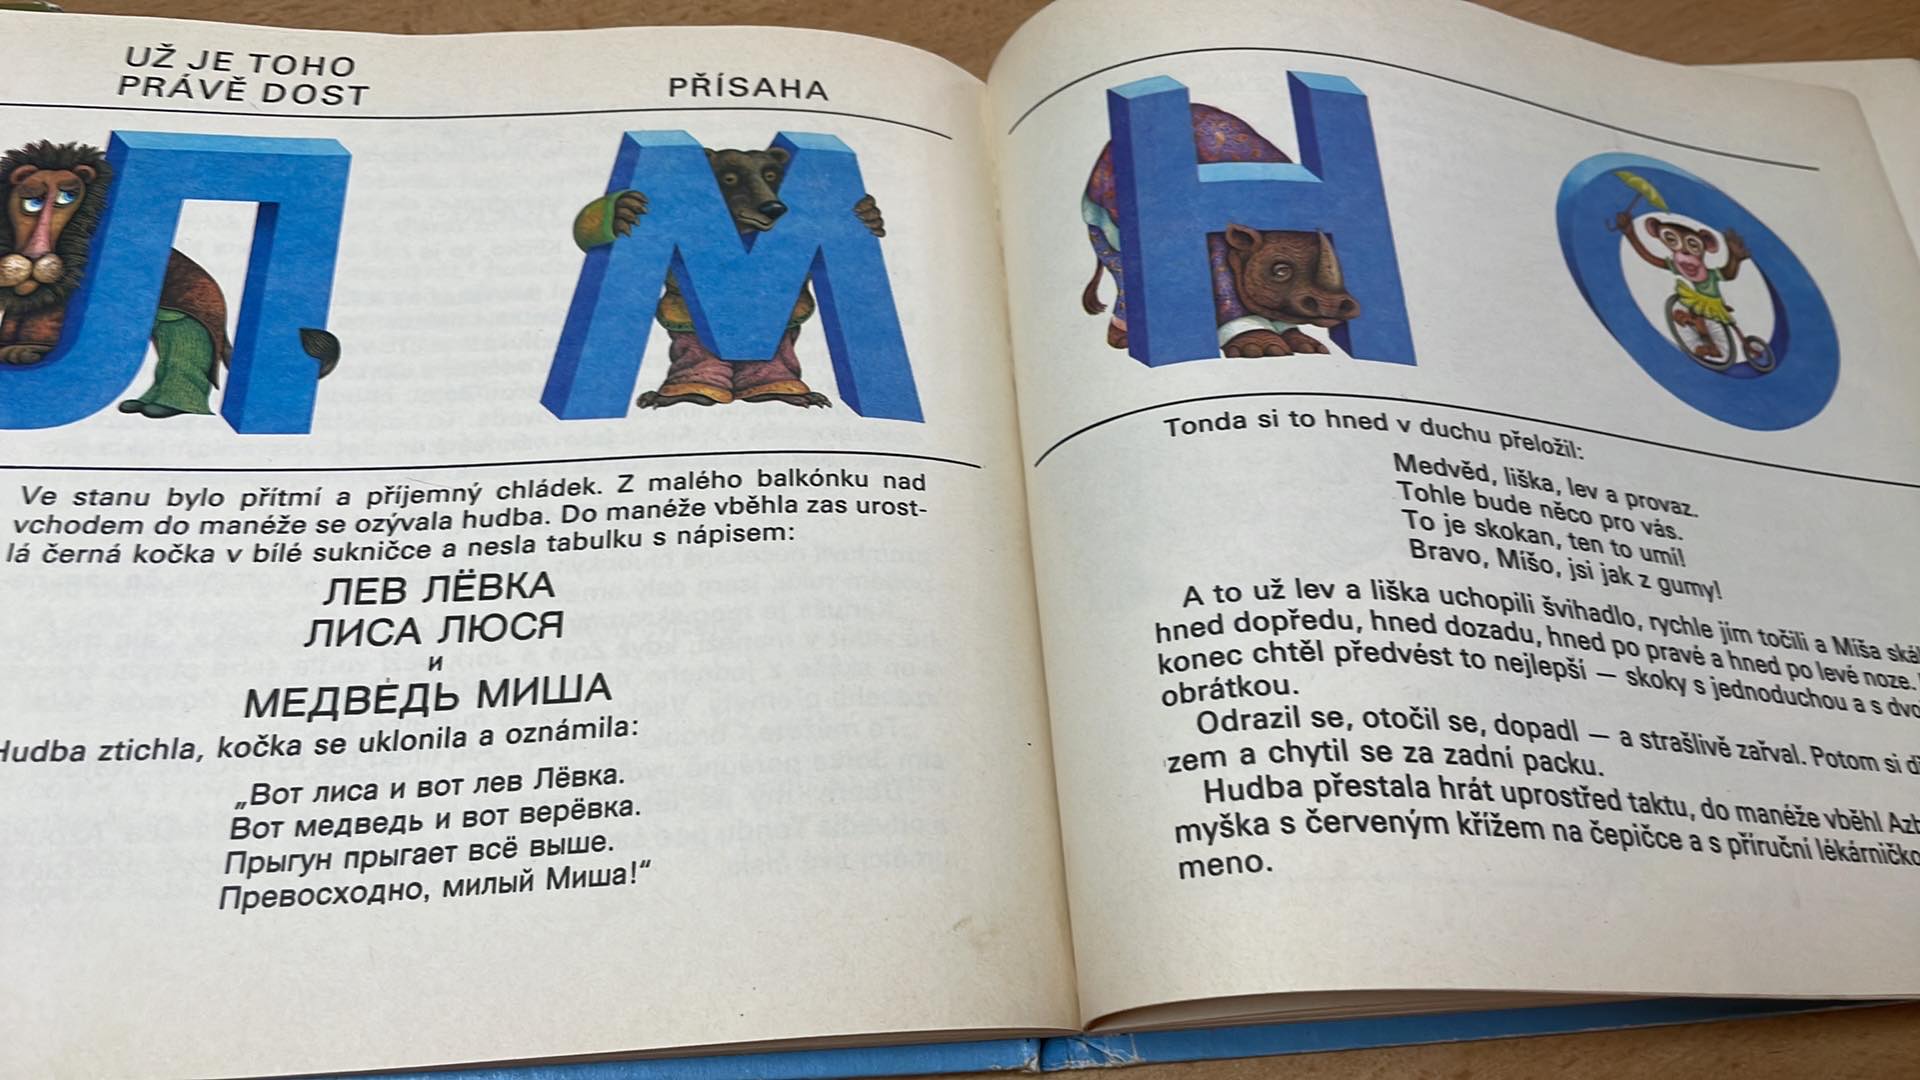 UŽ JE TOHO
PRÁVĚ DOST
PŘÍSAHA
Л М
Ve stanu bylo přítmí a příjemný chládek. Z malého balkónku nad
vchodem do manéže se ozývala hudba. Do manéže vběhla zas urost-
lá černá kočka v bílé sukničce a nesla tabulku s nápisem:
ЛЕВ ЛЁВКА
ЛИСА ЛЮСЯ
и
МЕДВЕДЬ МИША
Hudba ztichla, kočka se uklonila a oznámila:
„Вот лиса и вот лев Лёвка.
Вот медведь и вот верёвка.
Прыгун прыгает всё выше.
Превосходно, милый Миша!“
Н О
Tonda si to hned v duchu přeložil:
Medvěd, liška, lev a provaz.
Tohle bude něco pro vás.
To je skokan, ten to umí!
Bravo, Míšo, jsi jak z gumy!
A to už lev a liška uchopili švihadlo, rychle jím točili a Míša
hned dopředu, hned dozadu, hned po pravé a hned po levé noze.
konec chtěl předvést to nejlepší — skoky s jednoduchou a s
obrátkou.
Odrazil se, otočil se, dopadl — a strašlivě zařval. Potom si
zem a chytil se za zadní packu.
Hudba přestala hrát uprostřed taktu, do manéže vběhl
myška s červeným křížem na čepičce a s příruční
meno.